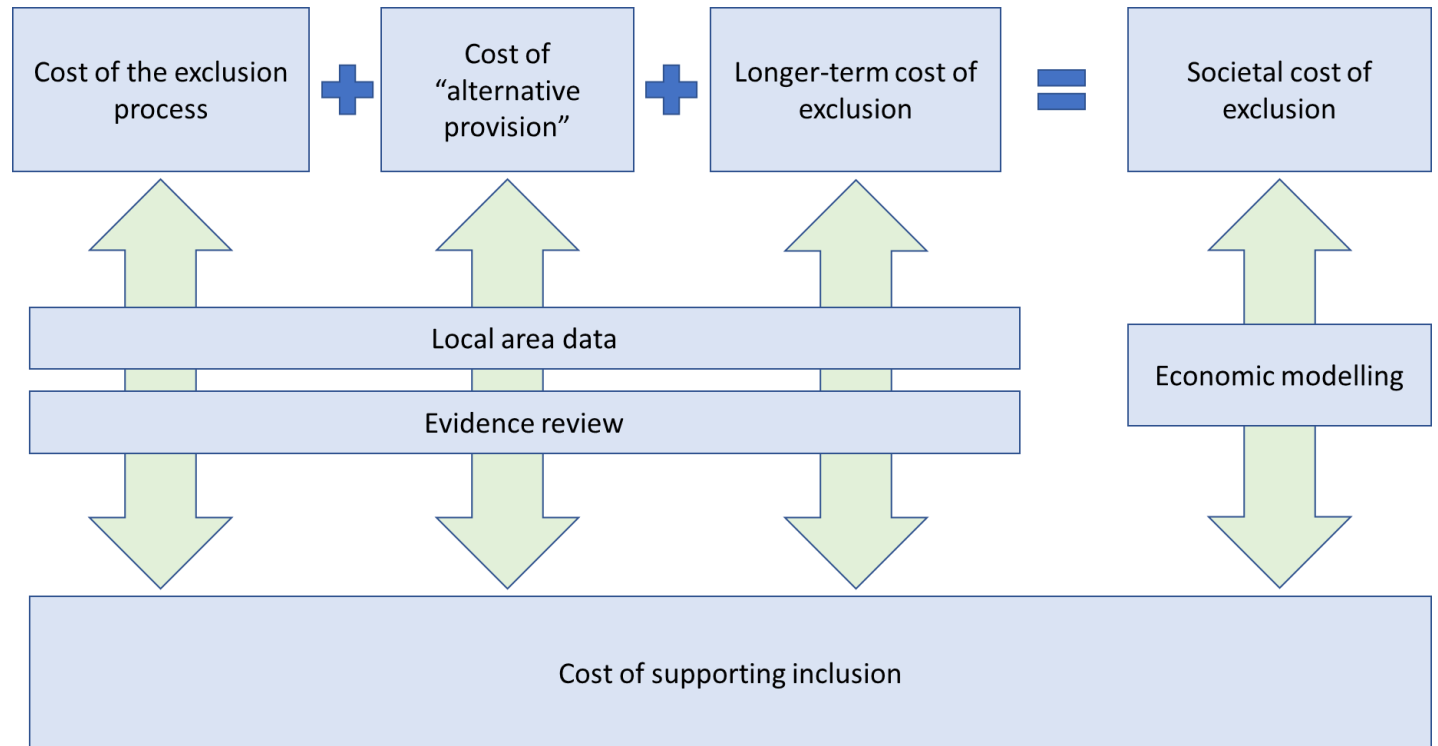 Cost of the exclusion
process
Cost of
“alternative
provision”
Longer-term cost of
exclusion
Societal cost of
exclusion
Local area data
Evidence review
Economic modelling
Cost of supporting inclusion